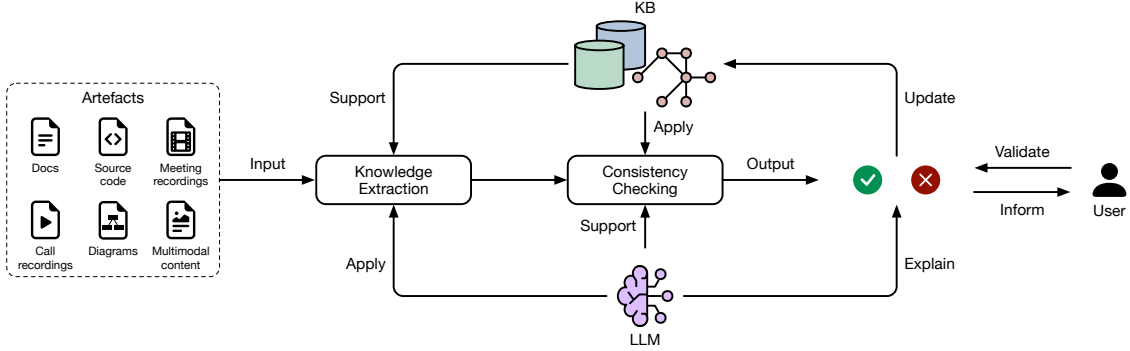 KB
Artefacts
Docs
Source
code
Meeting
recordings
Call
recordings
Diagrams
Multimodal
content
Input
Support
Knowledge
Extraction
Apply
Apply
Consistency
Checking
Support
LLM
Output
Update
Explain
Validate
Inform
User